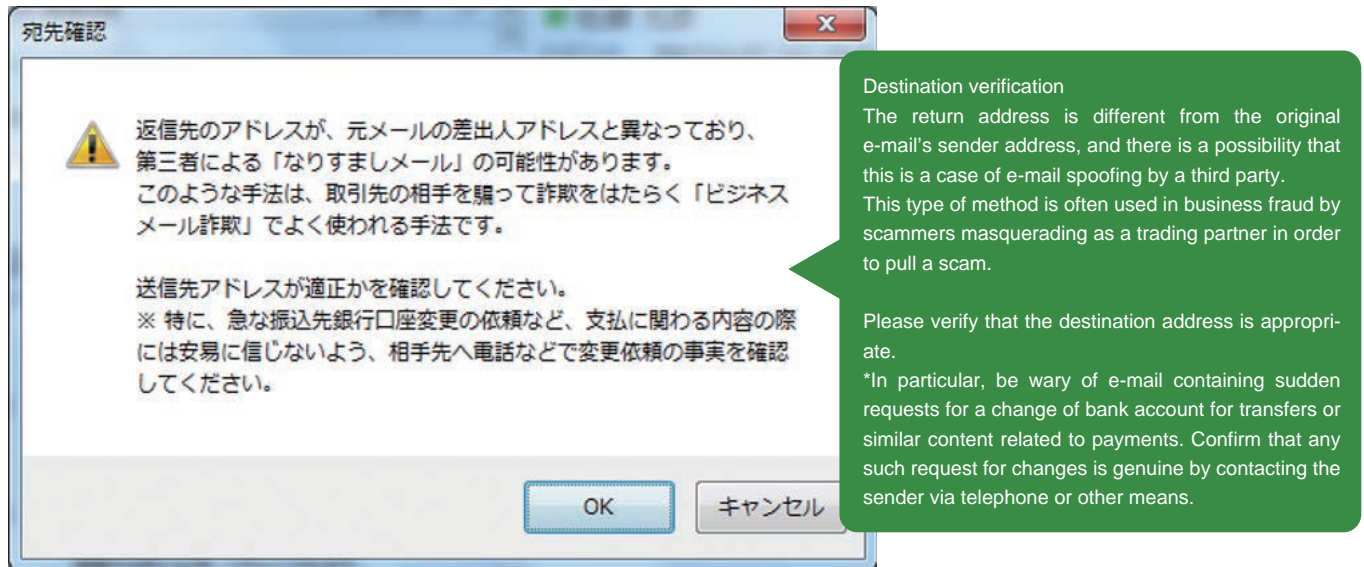 宛先確認
返信先のアドレスが、元メールの差出人アドレスと異なっており、
第三者による「なりすましメール」の可能性があります。
このような手法は、取引先の相手を騙って詐欺をはたらく「ビジネス
メール詐欺」でよく使われる手法です。
送信先アドレスが適正かを確認してください。
※ 特に、急な振込先銀行口座変更の依頼など、支払に関わる内容の際
には安易に信じないよう、相手先へ電話などで変更依頼の事実を確認
してください。
OK
キャンセル
Destination verification
The return address is different from the original
e-mail's sender address, and there is a possibility that
this is a case of e-mail spoofing by a third party.
This type of method is often used in business fraud by
scammers masquerading as a trading partner in order
to pull a scam.
Please verify that the destination address is appropri-
ate.
*In particular, be wary of e-mail containing sudden
requests for a change of bank account for transfers or
similar content related to payments. Confirm that any
such request for changes is genuine by contacting the
sender via telephone or other means.